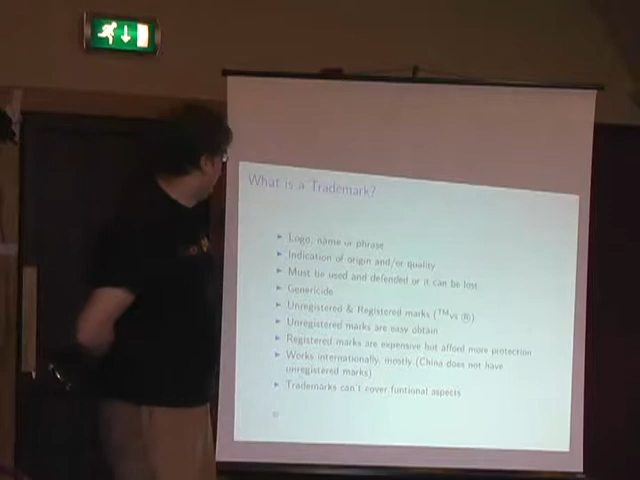 What is a Trademark?
Logo, name or phrase
Indication of origin and/or quality
Must be used and defended or it can be lost
Genericide
Unregistered & Registered marks (™vs ®)
Unregistered marks are easy obtain
Registered marks are expensive but afford more protection
Works internationally, mostly (China does not have
unregistered marks)
Trademarks can't cover funtional aspects